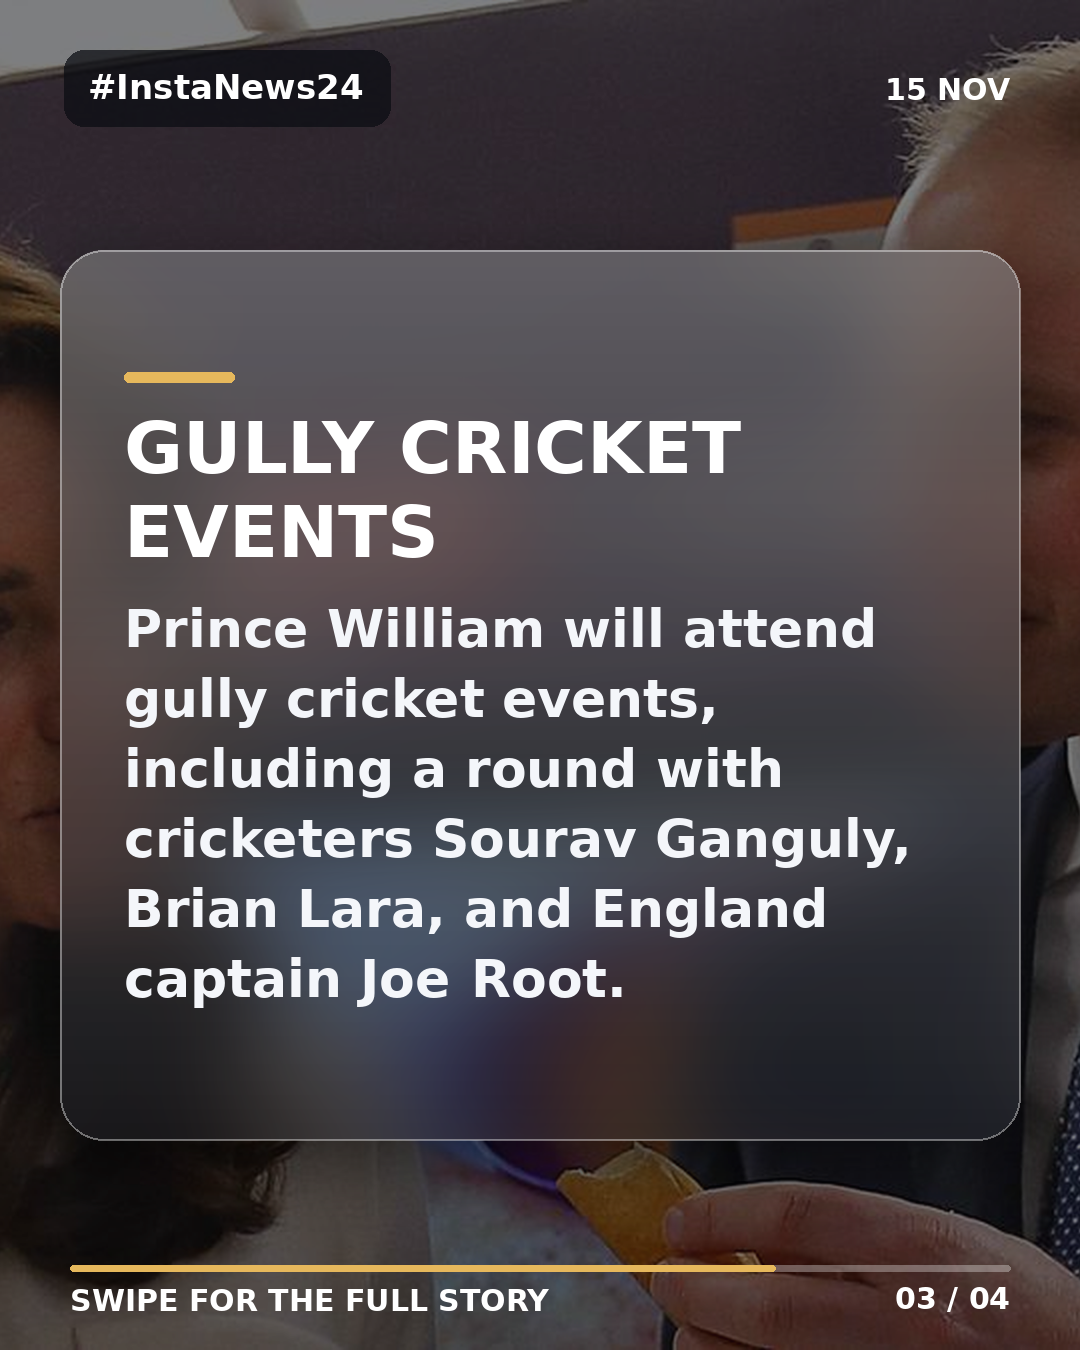 #InstaNews24
15 NOV
GULLY CRICKET
EVENTS
Prince William will attend
gully cricket events,
including a round with
cricketers Sourav Ganguly,
Brian Lara, and England
captain Joe Root.
SWIPE FOR THE FULL STORY
03 / 04